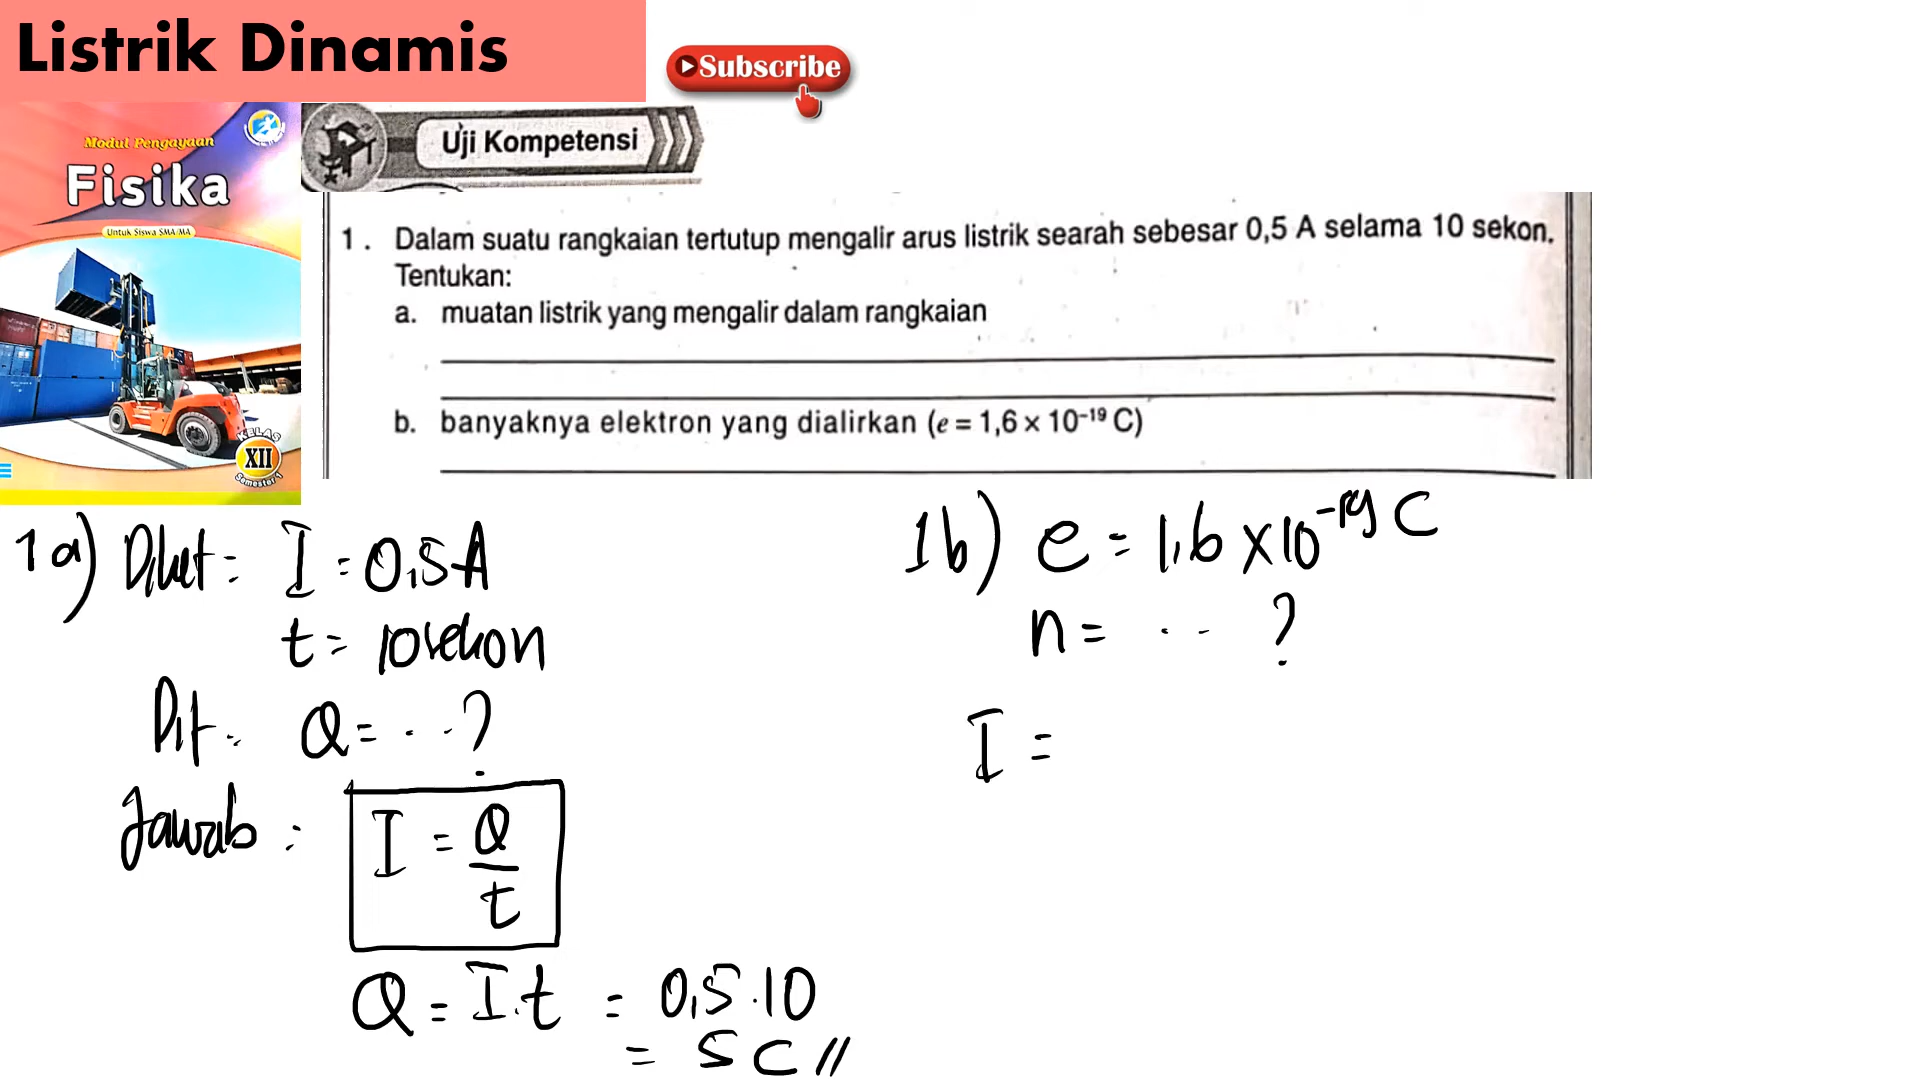 Listrik Dinamis
Subscribe
Modul Pengayaan
Fisika
Untuk Siswa SMA/MA
KELAS
XII
Semester 1
Uji Kompetensi
1. Dalam suatu rangkaian tertutup mengalir arus listrik searah sebesar 0,5 A selama 10 sekon.
Tentukan:
a. muatan listrik yang mengalir dalam rangkaian
b. banyaknya elektron yang dialirkan (e = 1,6 × 10⁻¹⁹ C)
1a) Diket = I = 0,5 A
t = 10 sekon
Dit = Q = ...?
Jawab : I = Q/t
Q = I.t = 0,5.10
= 5 C //
1b) e = 1,6 x 10⁻¹⁹ C
n = ... ?
I =